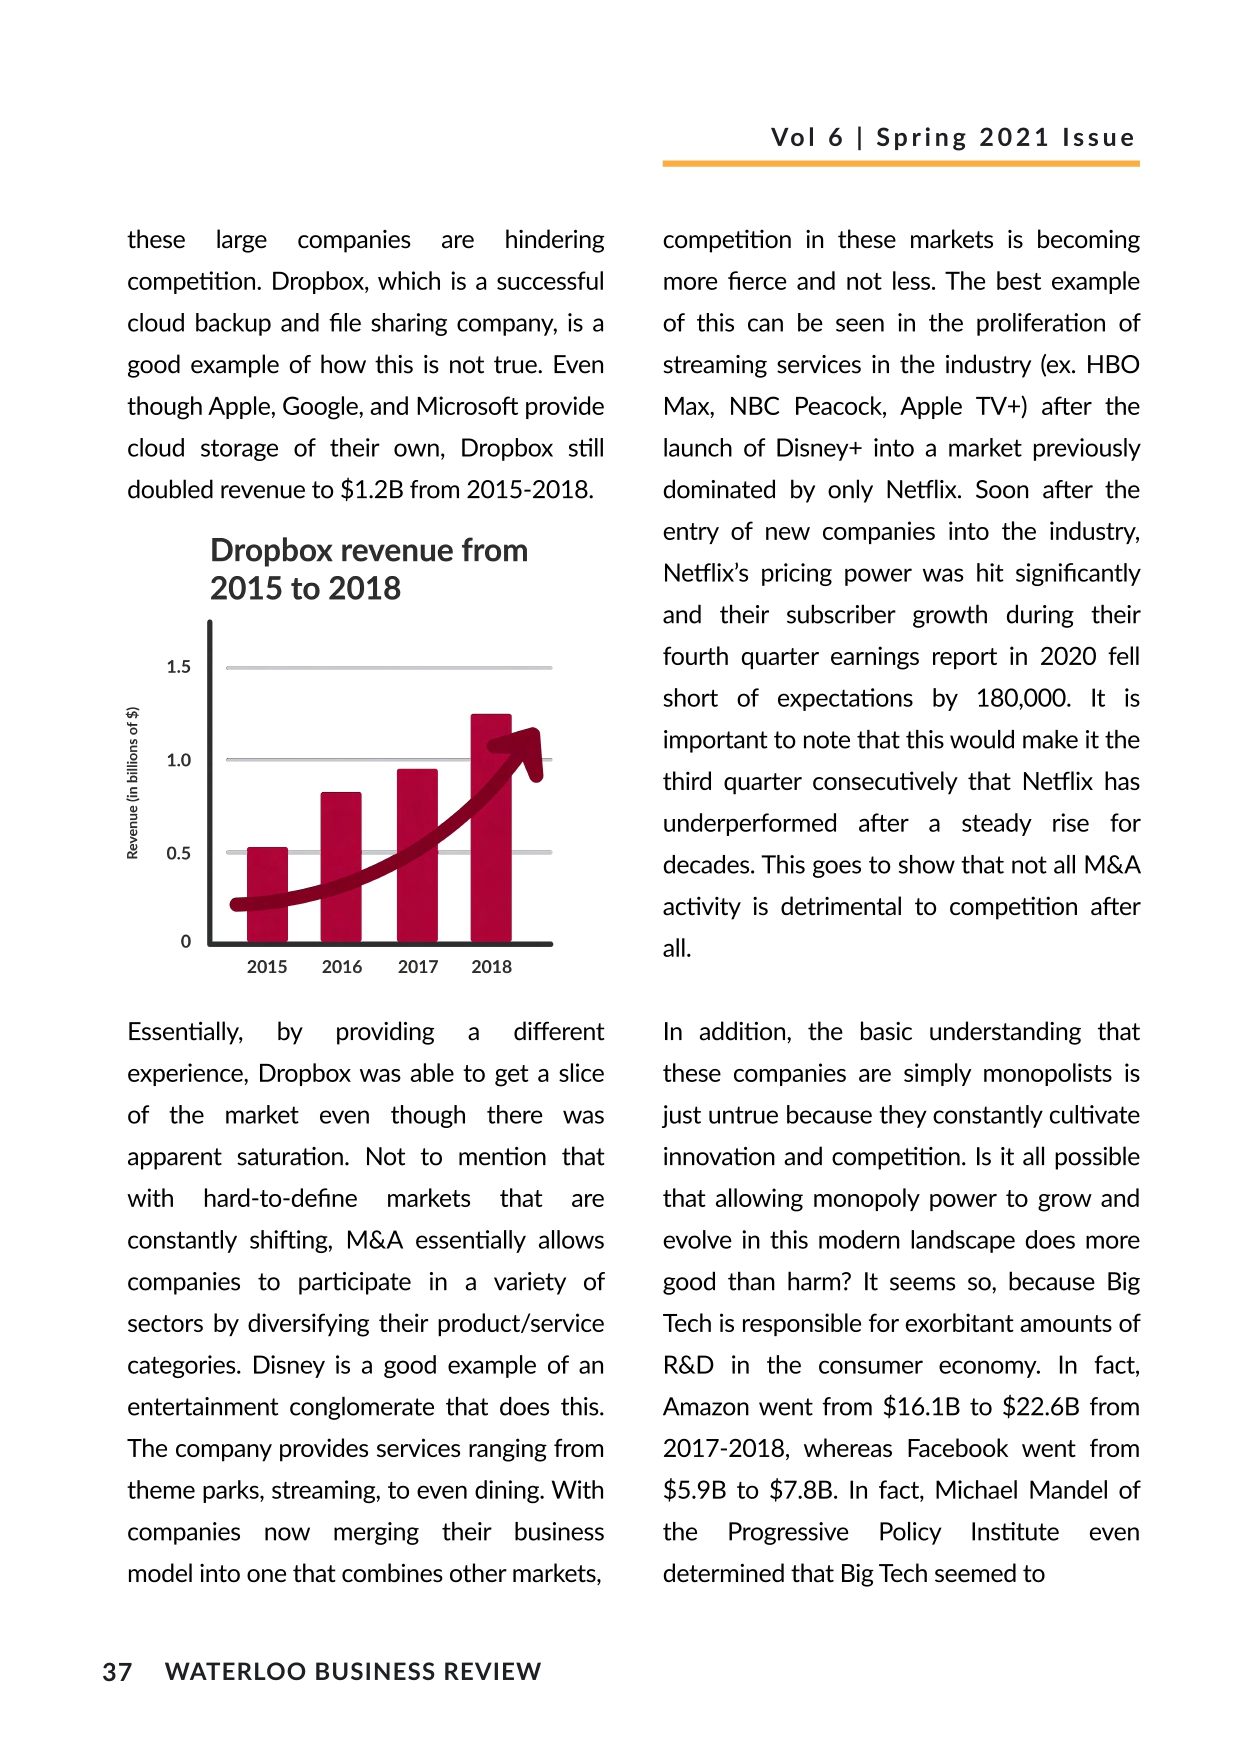 Vol 6 | Spring 2021 Issue
these large companies are hindering
competition. Dropbox, which is a successful
cloud backup and file sharing company, is a
good example of how this is not true. Even
though Apple, Google, and Microsoft provide
cloud storage of their own, Dropbox still
doubled revenue to $1.2B from 2015-2018.
Dropbox revenue from
2015 to 2018
Revenue (in billions of $)
1.5
1.0
0.5
0
2015 2016 2017 2018
Essentially, by providing a different
experience, Dropbox was able to get a slice
of the market even though there was
apparent saturation. Not to mention that
with hard-to-define markets that are
constantly shifting, M&A essentially allows
companies to participate in a variety of
sectors by diversifying their product/service
categories. Disney is a good example of an
entertainment conglomerate that does this.
The company provides services ranging from
theme parks, streaming, to even dining. With
companies now merging their business
model into one that combines other markets,
competition in these markets is becoming
more fierce and not less. The best example
of this can be seen in the proliferation of
streaming services in the industry (ex. HBO
Max, NBC Peacock, Apple TV+) after the
launch of Disney+ into a market previously
dominated by only Netflix. Soon after the
entry of new companies into the industry,
Netflix’s pricing power was hit significantly
and their subscriber growth during their
fourth quarter earnings report in 2020 fell
short of expectations by 180,000. It is
important to note that this would make it the
third quarter consecutively that Netflix has
underperformed after a steady rise for
decades. This goes to show that not all M&A
activity is detrimental to competition after
all.
In addition, the basic understanding that
these companies are simply monopolists is
just untrue because they constantly cultivate
innovation and competition. Is it all possible
that allowing monopoly power to grow and
evolve in this modern landscape does more
good than harm? It seems so, because Big
Tech is responsible for exorbitant amounts of
R&D in the consumer economy. In fact,
Amazon went from $16.1B to $22.6B from
2017-2018, whereas Facebook went from
$5.9B to $7.8B. In fact, Michael Mandel of
the Progressive Policy Institute even
determined that Big Tech seemed to
37 WATERLOO BUSINESS REVIEW